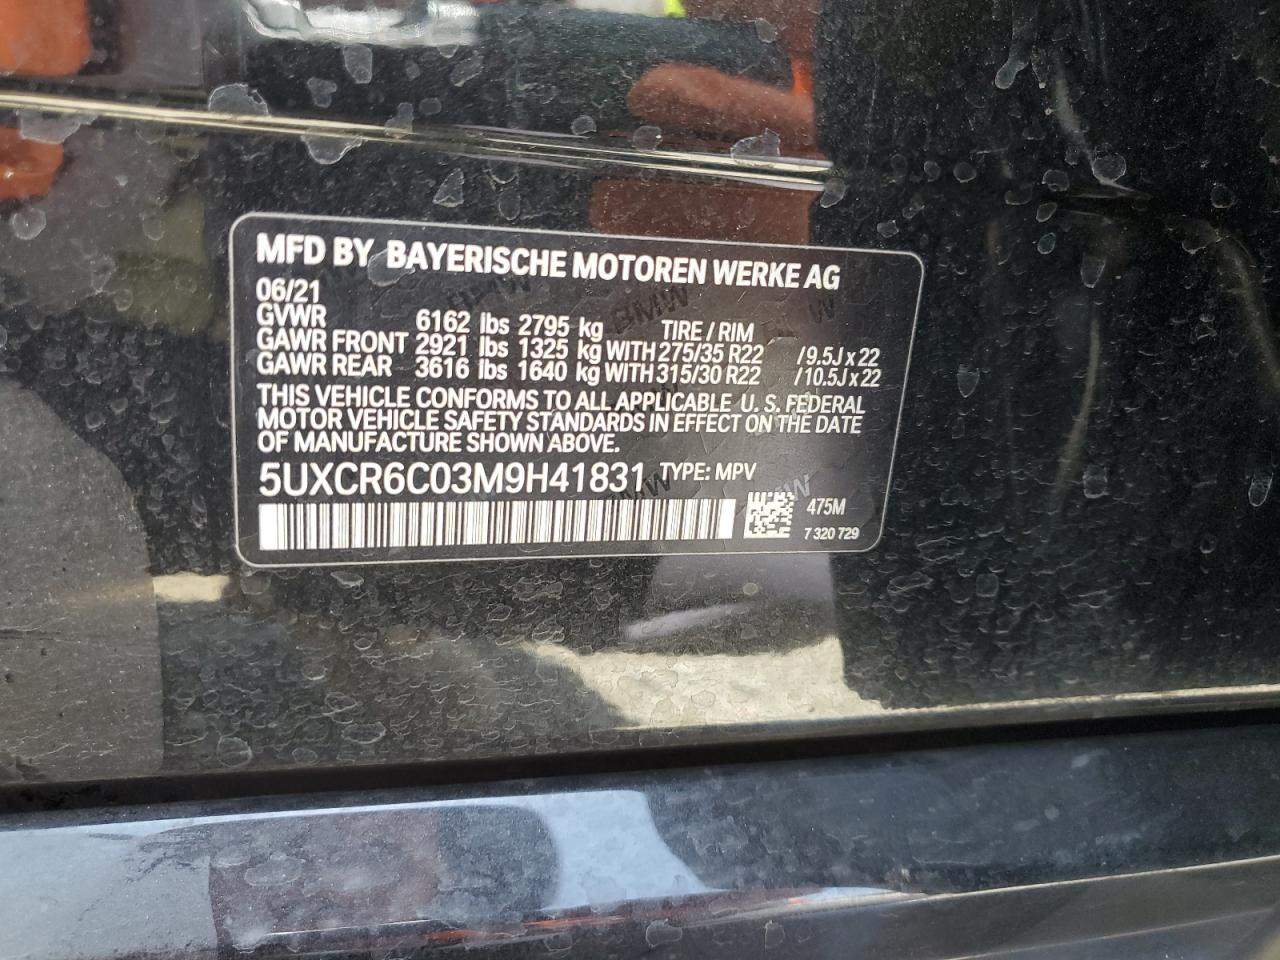 MFD BY BAYERISCHE MOTOREN WERKE AG
06/21
GVWR 6162 lbs 2795 kg TIRE / RIM
GAWR FRONT 2921 lbs 1325 kg WITH 275/35 R22 / 9.5J x 22
GAWR REAR 3616 lbs 1640 kg WITH 315/30 R22 / 10.5J x 22
THIS VEHICLE CONFORMS TO ALL APPLICABLE U. S. FEDERAL
MOTOR VEHICLE SAFETY STANDARDS IN EFFECT ON THE DATE
OF MANUFACTURE SHOWN ABOVE.
5UXCR6C03M9H41831 TYPE: MPV
475M
7 320 729